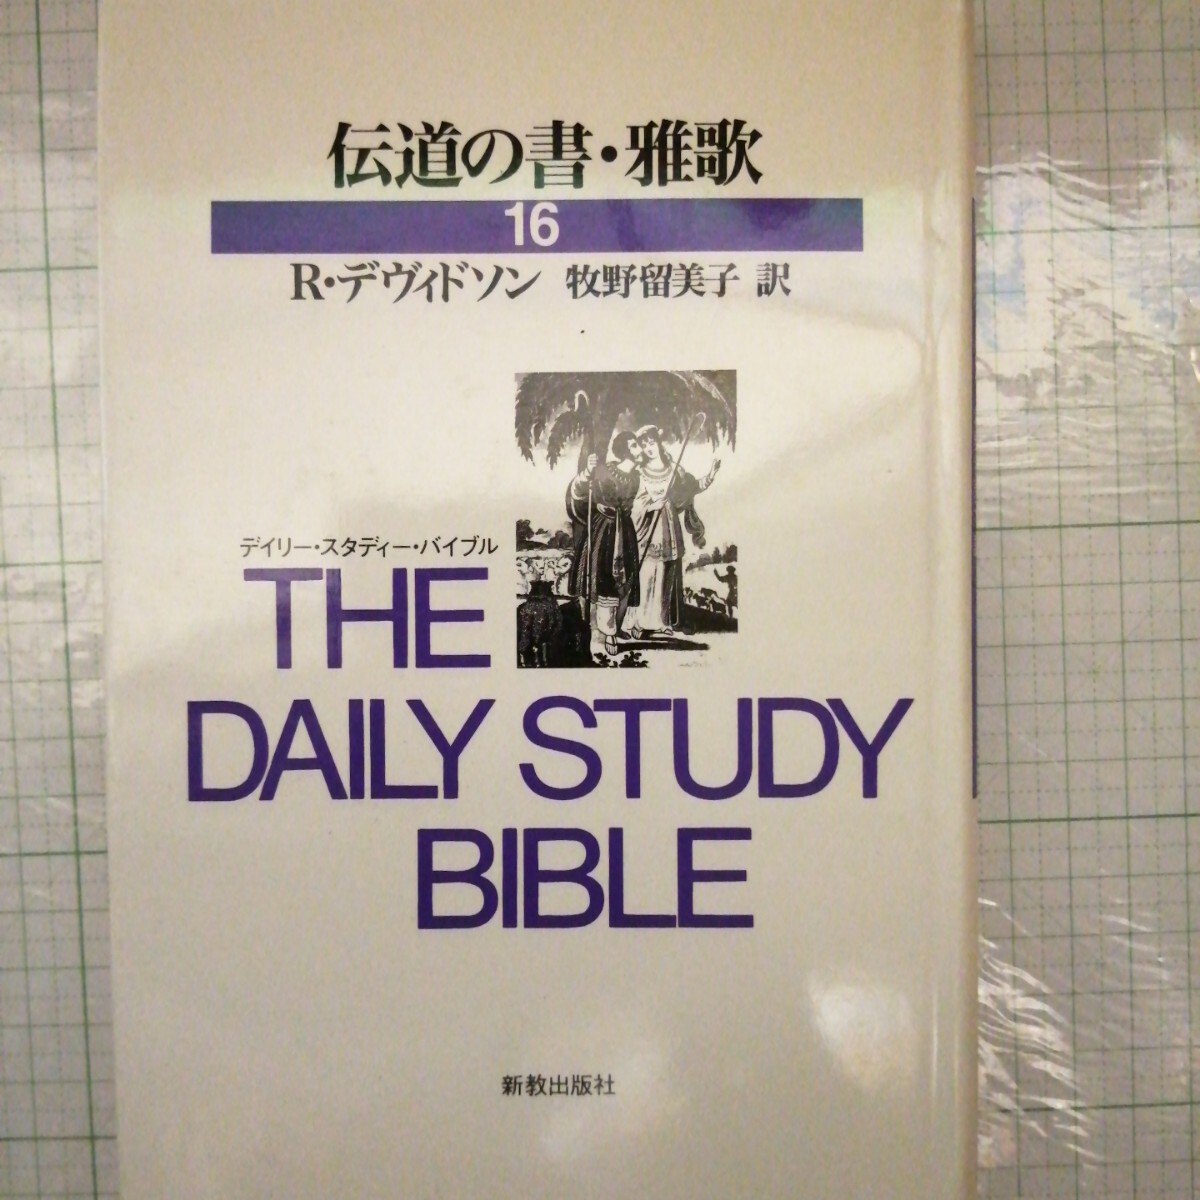 伝道の書・雅歌
16
R・デヴィドソン 牧野留美子 訳
デイリー・スタディー・バイブル
THE
DAILY STUDY
BIBLE
新教出版社